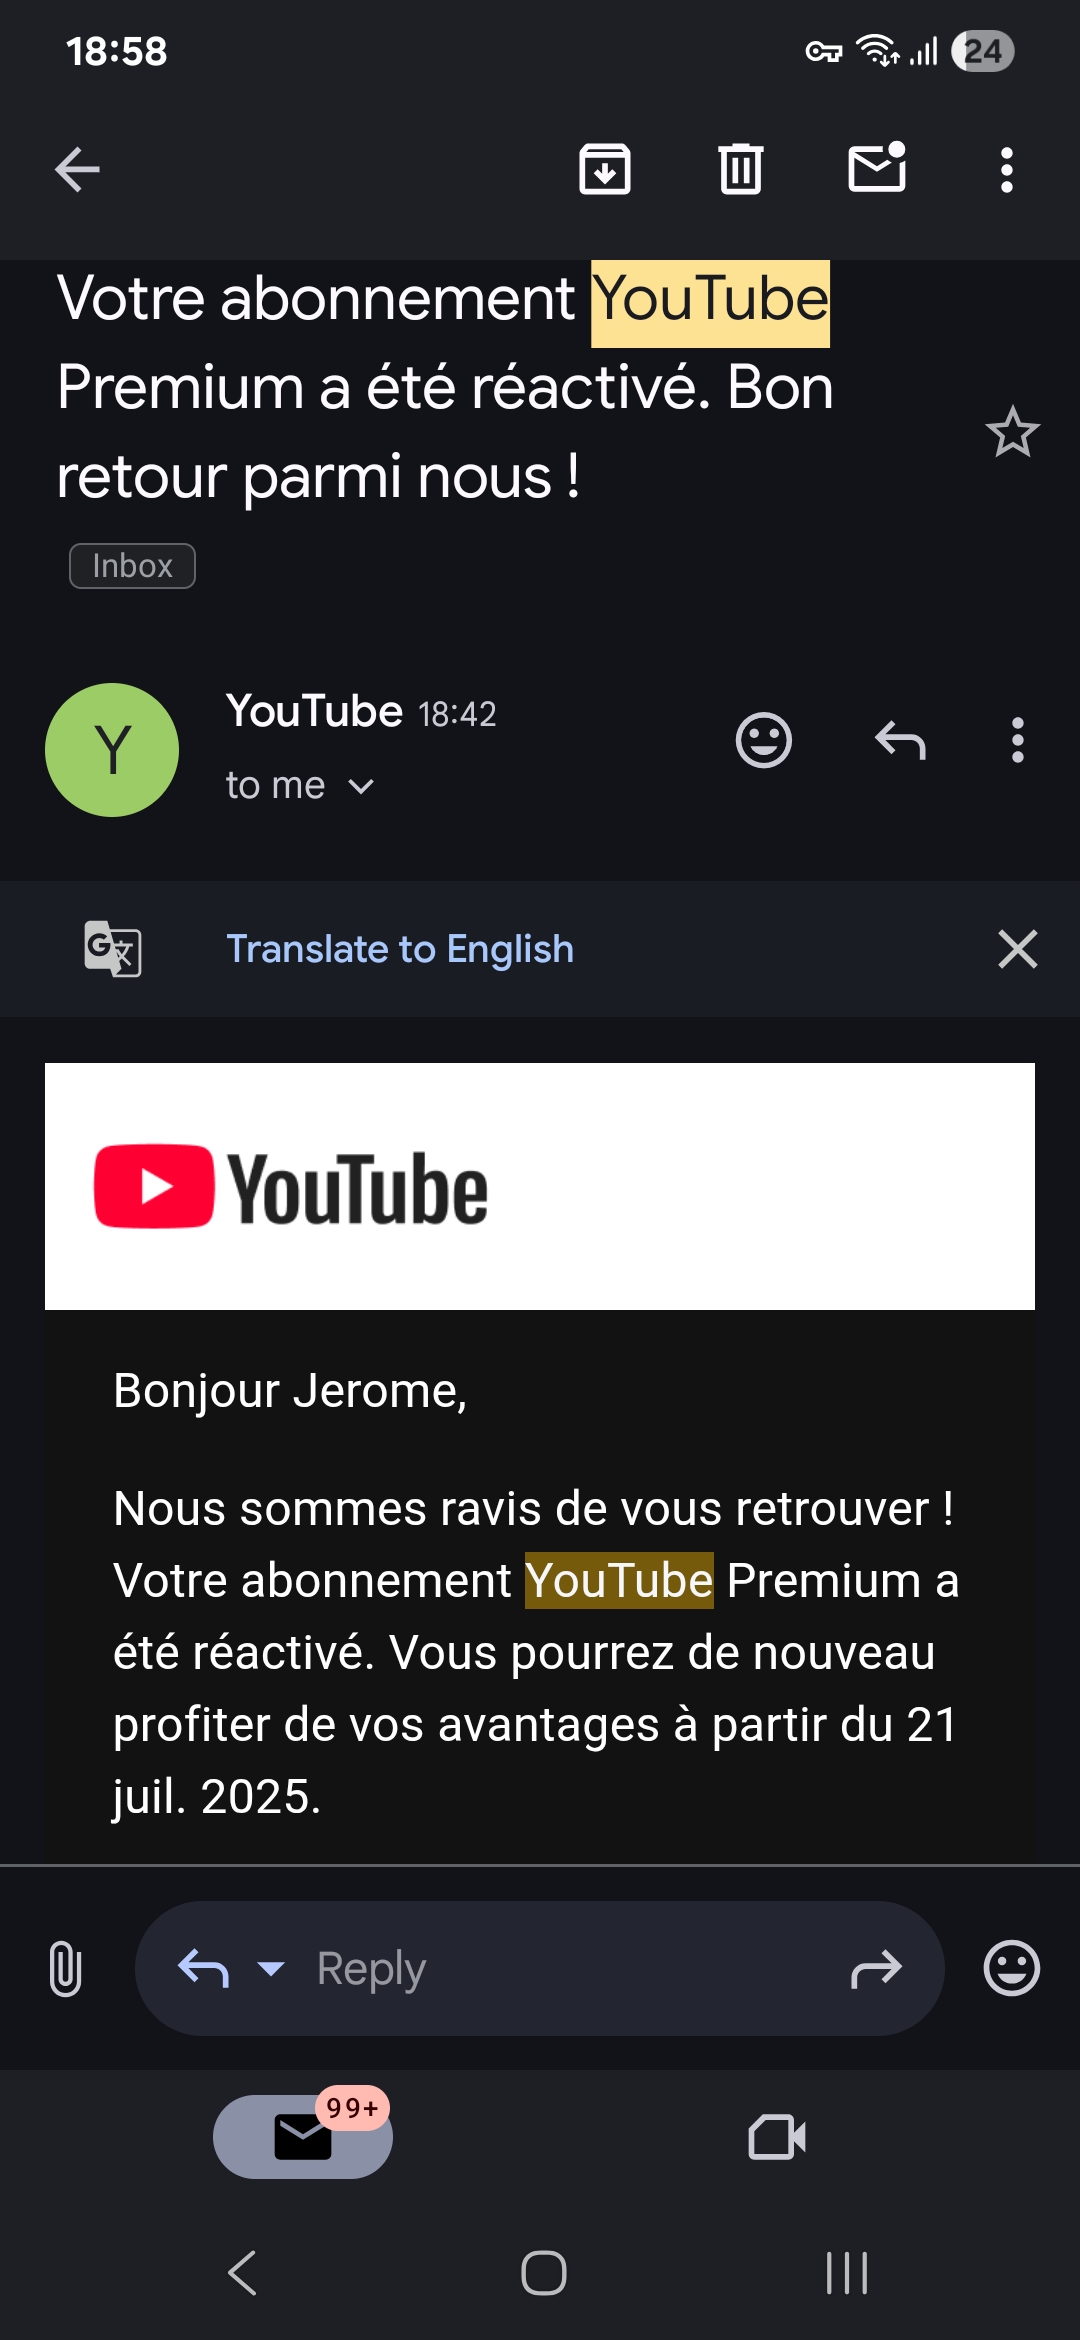 18:58
24
Votre abonnement YouTube
Premium a été réactivé. Bon
retour parmi nous !
Inbox
Y
YouTube 18:42
to me
G文 Translate to English
YouTube
Bonjour Jerome,
Nous sommes ravis de vous retrouver !
Votre abonnement YouTube Premium a
été réactivé. Vous pourrez de nouveau
profiter de vos avantages à partir du 21
juil. 2025.
Reply
99+